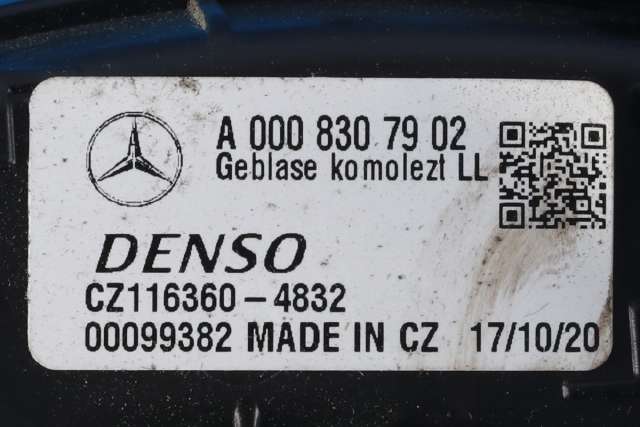 A 000 830 79 02
Geblase komolezt LL
DENSO
CZ116360-4832
00099382 MADE IN CZ 17/10/20